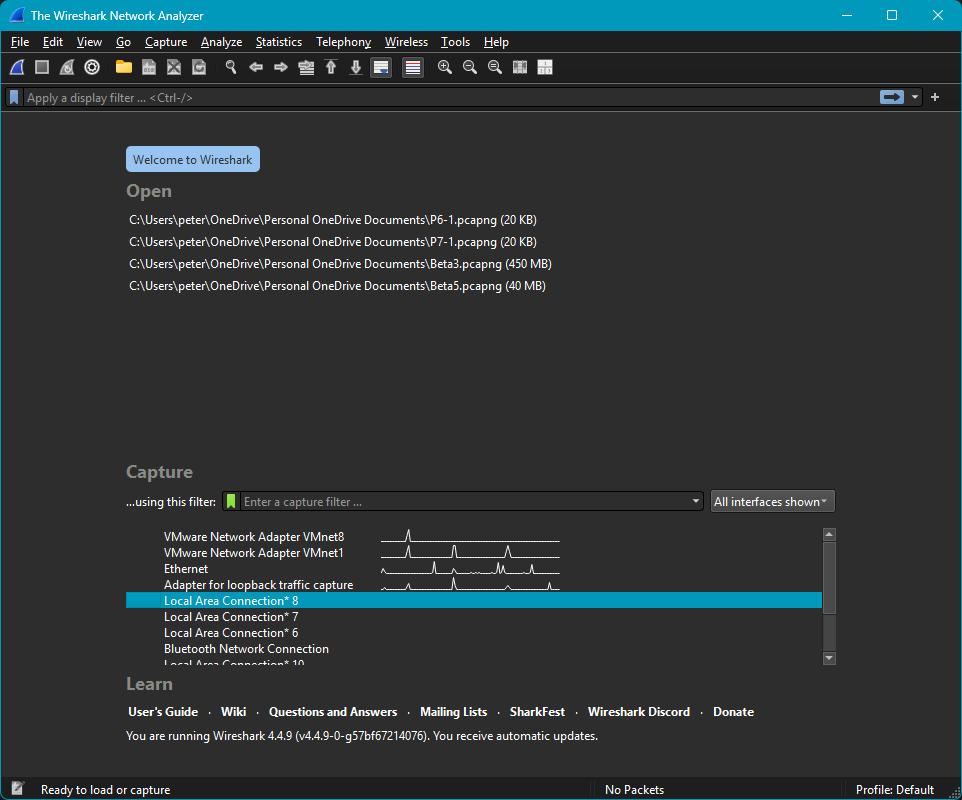 The Wireshark Network Analyzer
File Edit View Go Capture Analyze Statistics Telephony Wireless Tools Help
Apply a display filter ... <Ctrl-/>
Welcome to Wireshark
Open
C:\Users\peter\OneDrive\Personal OneDrive Documents\P6-1.pcapng (20 KB)
C:\Users\peter\OneDrive\Personal OneDrive Documents\P7-1.pcapng (20 KB)
C:\Users\peter\OneDrive\Personal OneDrive Documents\Beta3.pcapng (450 MB)
C:\Users\peter\OneDrive\Personal OneDrive Documents\Beta5.pcapng (40 MB)
Capture
...using this filter: Enter a capture filter ... All interfaces shown
VMware Network Adapter VMnet8
VMware Network Adapter VMnet1
Ethernet
Adapter for loopback traffic capture
Local Area Connection* 8
Local Area Connection* 7
Local Area Connection* 6
Bluetooth Network Connection
Local Area Connection* 10
Learn
User's Guide · Wiki · Questions and Answers · Mailing Lists · SharkFest · Wireshark Discord · Donate
You are running Wireshark 4.4.9 (v4.4.9-0-g57bf67214076). You receive automatic updates.
Ready to load or capture No Packets Profile: Default